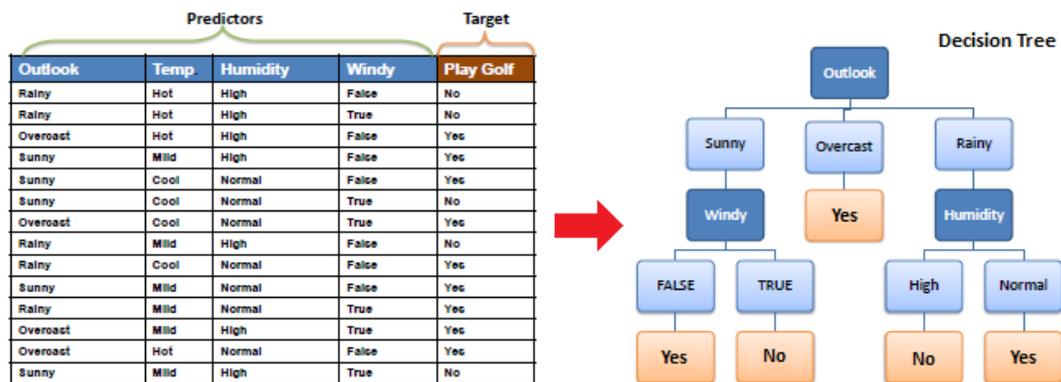 Predictors Target
Outlook Temp. Humidity Windy Play Golf
Rainy Hot High False No
Rainy Hot High True No
Overcast Hot High False Yes
Sunny Mild High False Yes
Sunny Cool Normal False Yes
Sunny Cool Normal True No
Overcast Cool Normal True Yes
Rainy Mild High False No
Rainy Cool Normal False Yes
Sunny Mild Normal False Yes
Rainy Mild Normal True Yes
Overcast Mild High True Yes
Overcast Hot Normal False Yes
Sunny Mild High True No
Decision Tree
Outlook
Sunny Overcast Rainy
Windy Yes Humidity
FALSE TRUE High Normal
Yes No No Yes